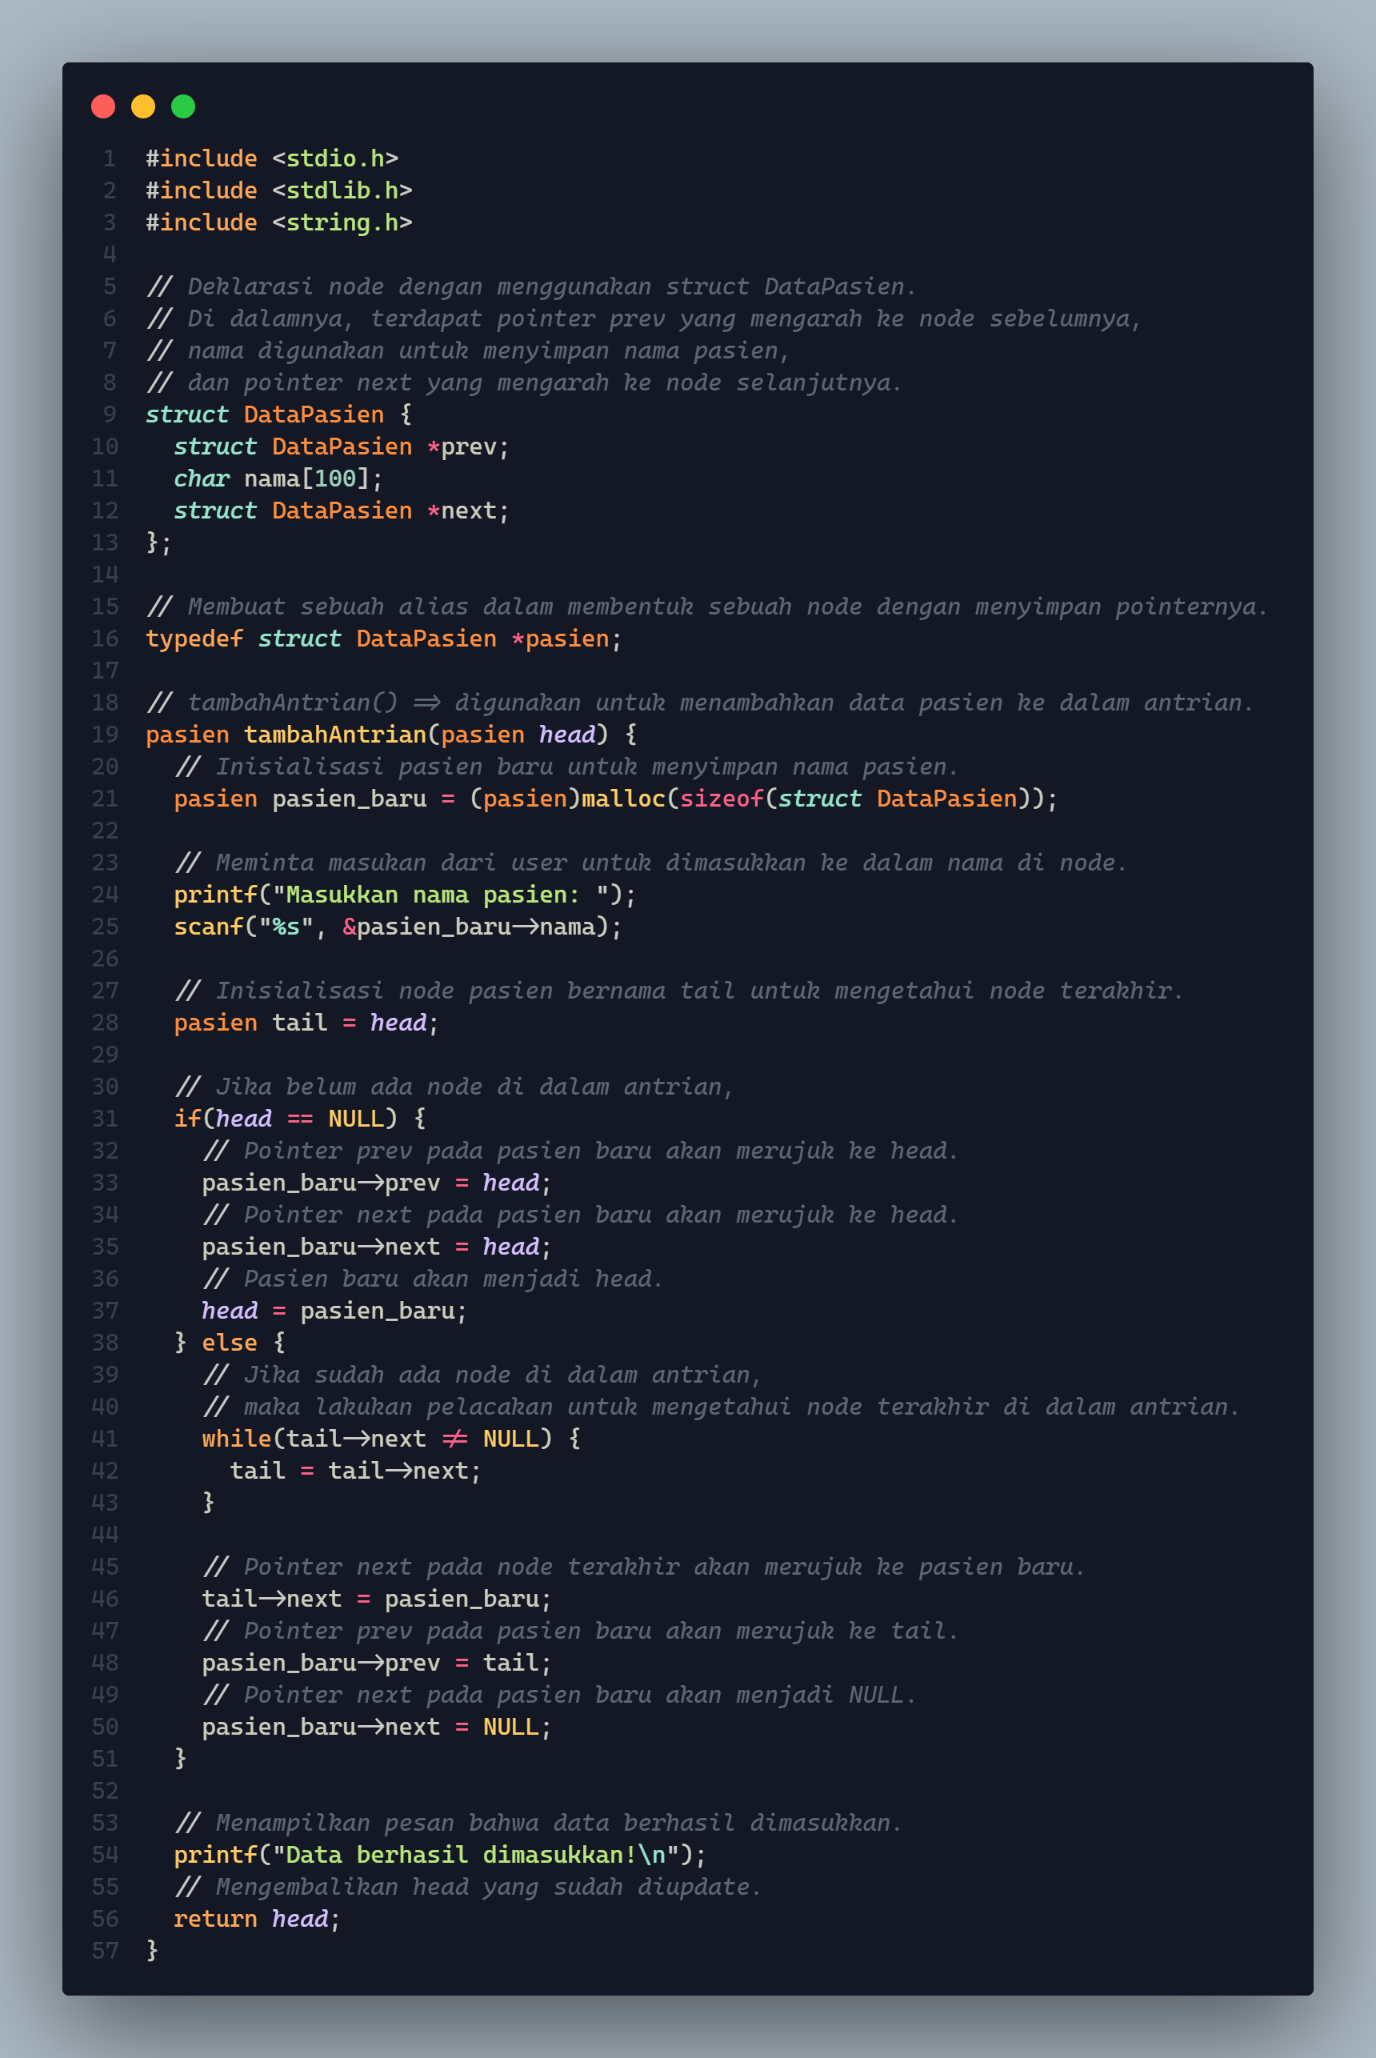 1 #include <stdio.h>
2 #include <stdlib.h>
3 #include <string.h>
4
5 // Deklarasi node dengan menggunakan struct DataPasien.
6 // Di dalamnya, terdapat pointer prev yang mengarah ke node sebelumnya,
7 // nama digunakan untuk menyimpan nama pasien,
8 // dan pointer next yang mengarah ke node selanjutnya.
9 struct DataPasien {
10   struct DataPasien *prev;
11   char nama[100];
12   struct DataPasien *next;
13 };
14
15 // Membuat sebuah alias dalam membentuk sebuah node dengan menyimpan pointernya.
16 typedef struct DataPasien *pasien;
17
18 // tambahAntrian() => digunakan untuk menambahkan data pasien ke dalam antrian.
19 pasien tambahAntrian(pasien head) {
20   // Inisialisasi pasien baru untuk menyimpan nama pasien.
21   pasien pasien_baru = (pasien)malloc(sizeof(struct DataPasien));
22
23   // Meminta masukan dari user untuk dimasukkan ke dalam nama di node.
24   printf("Masukkan nama pasien: ");
25   scanf("%s", &pasien_baru->nama);
26
27   // Inisialisasi node pasien bernama tail untuk mengetahui node terakhir.
28   pasien tail = head;
29
30   // Jika belum ada node di dalam antrian,
31   if(head == NULL) {
32     // Pointer prev pada pasien baru akan merujuk ke head.
33     pasien_baru->prev = head;
34     // Pointer next pada pasien baru akan merujuk ke head.
35     pasien_baru->next = head;
36     // Pasien baru akan menjadi head.
37     head = pasien_baru;
38   } else {
39     // Jika sudah ada node di dalam antrian,
40     // maka lakukan pelacakan untuk mengetahui node terakhir di dalam antrian.
41     while(tail->next != NULL) {
42       tail = tail->next;
43     }
44
45     // Pointer next pada node terakhir akan merujuk ke pasien baru.
46     tail->next = pasien_baru;
47     // Pointer prev pada pasien baru akan merujuk ke tail.
48     pasien_baru->prev = tail;
49     // Pointer next pada pasien baru akan menjadi NULL.
50     pasien_baru->next = NULL;
51   }
52
53   // Menampilkan pesan bahwa data berhasil dimasukkan.
54   printf("Data berhasil dimasukkan!\n");
55   // Mengembalikan head yang sudah diupdate.
56   return head;
57 }